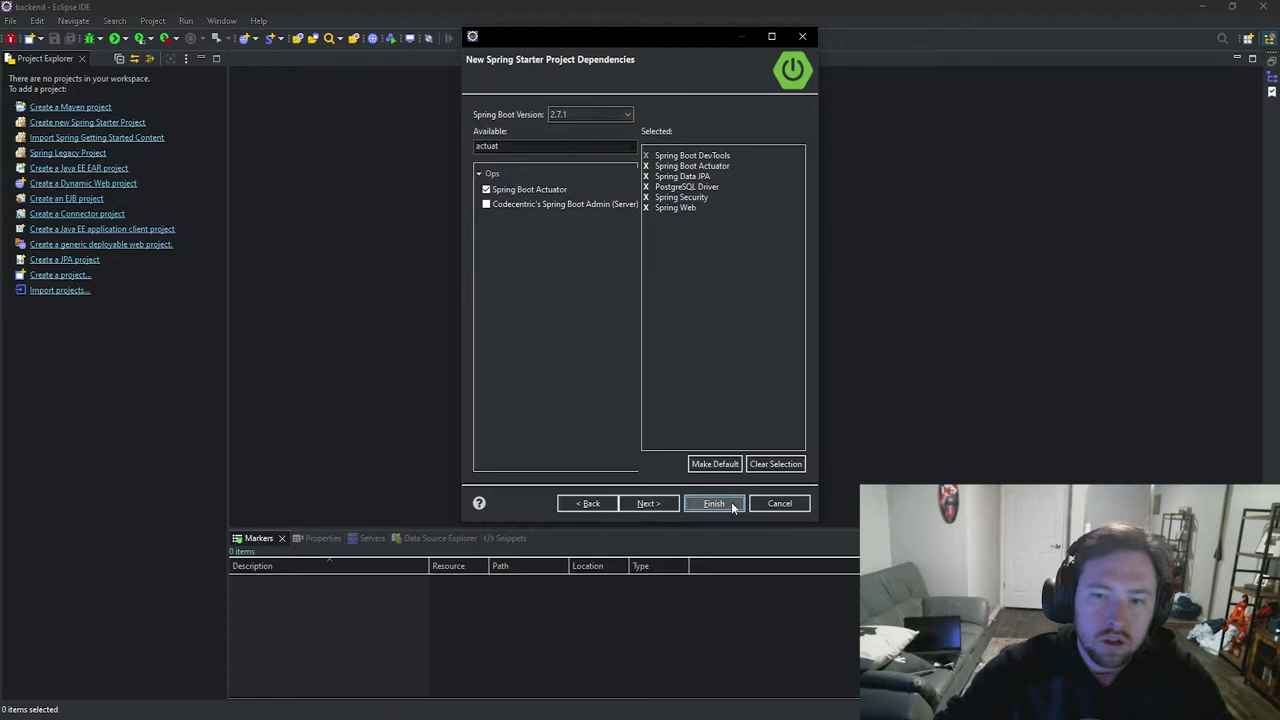 backend - Eclipse IDE
File Edit Navigate Search Project Run Window Help
Project Explorer
There are no projects in your workspace.
To add a project:
Create a Maven project
Create new Spring Starter Project
Import Spring Getting Started Content
Spring Legacy Project
Create a Java EE EAR project
Create a Dynamic Web project
Create an EJB project
Create a Connector project
Create a Java EE application client project
Create a generic deployable web project.
Create a JPA project
Create a project...
Import projects...
New Spring Starter Project Dependencies
Spring Boot Version: 2.7.1
Available:
actuat
Ops
Spring Boot Actuator
Codecentric's Spring Boot Admin (Server)
Selected:
X Spring Boot DevTools
X Spring Boot Actuator
X Spring Data JPA
X PostgreSQL Driver
X Spring Security
X Spring Web
Make Default Clear Selection
? < Back Next > Finish Cancel
Markers Properties Servers Data Source Explorer Snippets
0 items
Description Resource Path Location Type
0 items selected